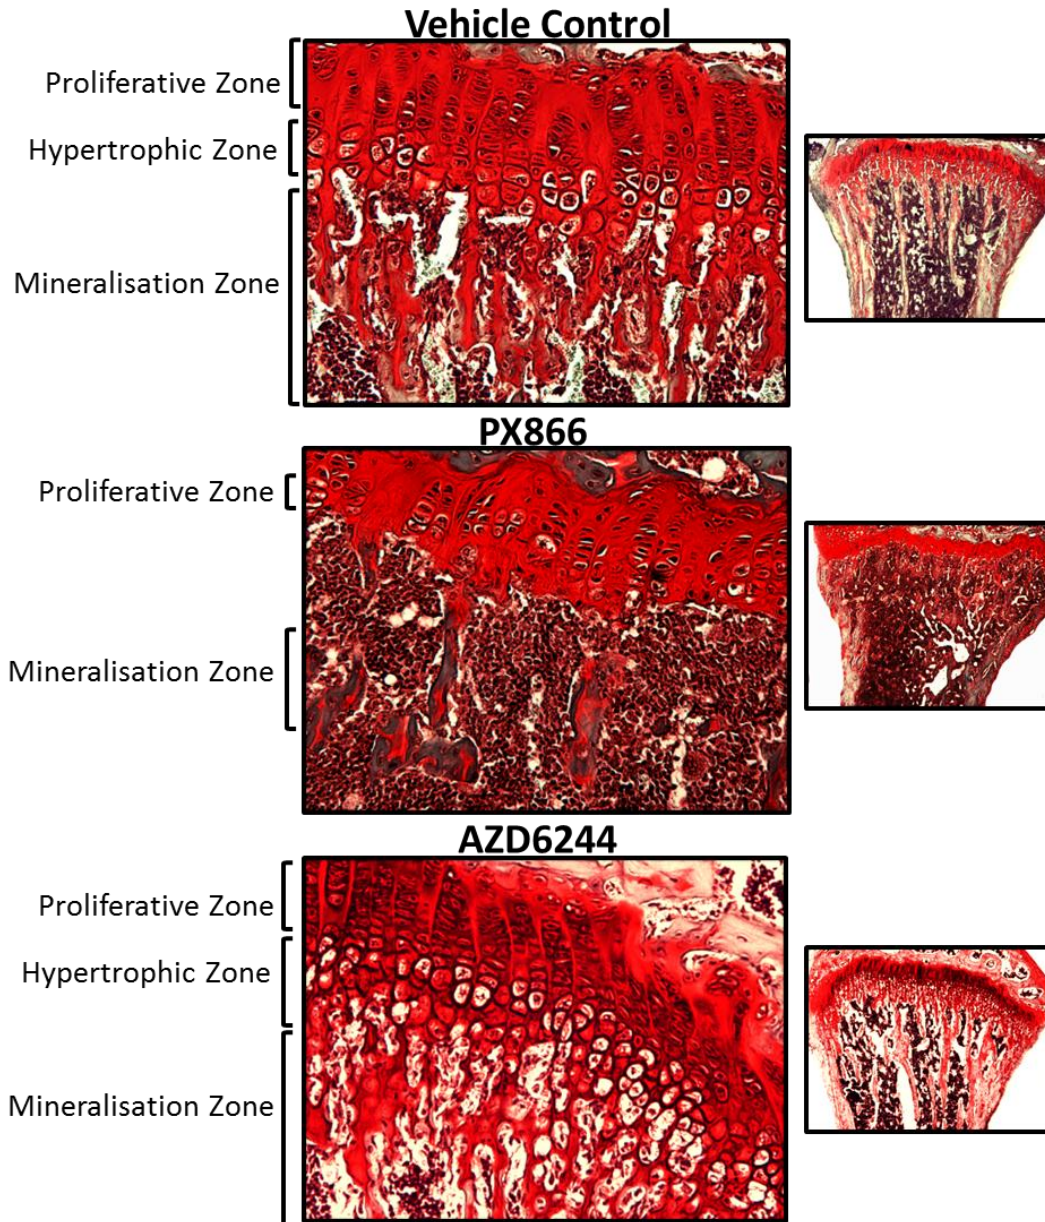 Vehicle Control
Proliferative Zone
Hypertrophic Zone
Mineralisation Zone
PX866
Proliferative Zone
Mineralisation Zone
AZD6244
Proliferative Zone
Hypertrophic Zone
Mineralisation Zone